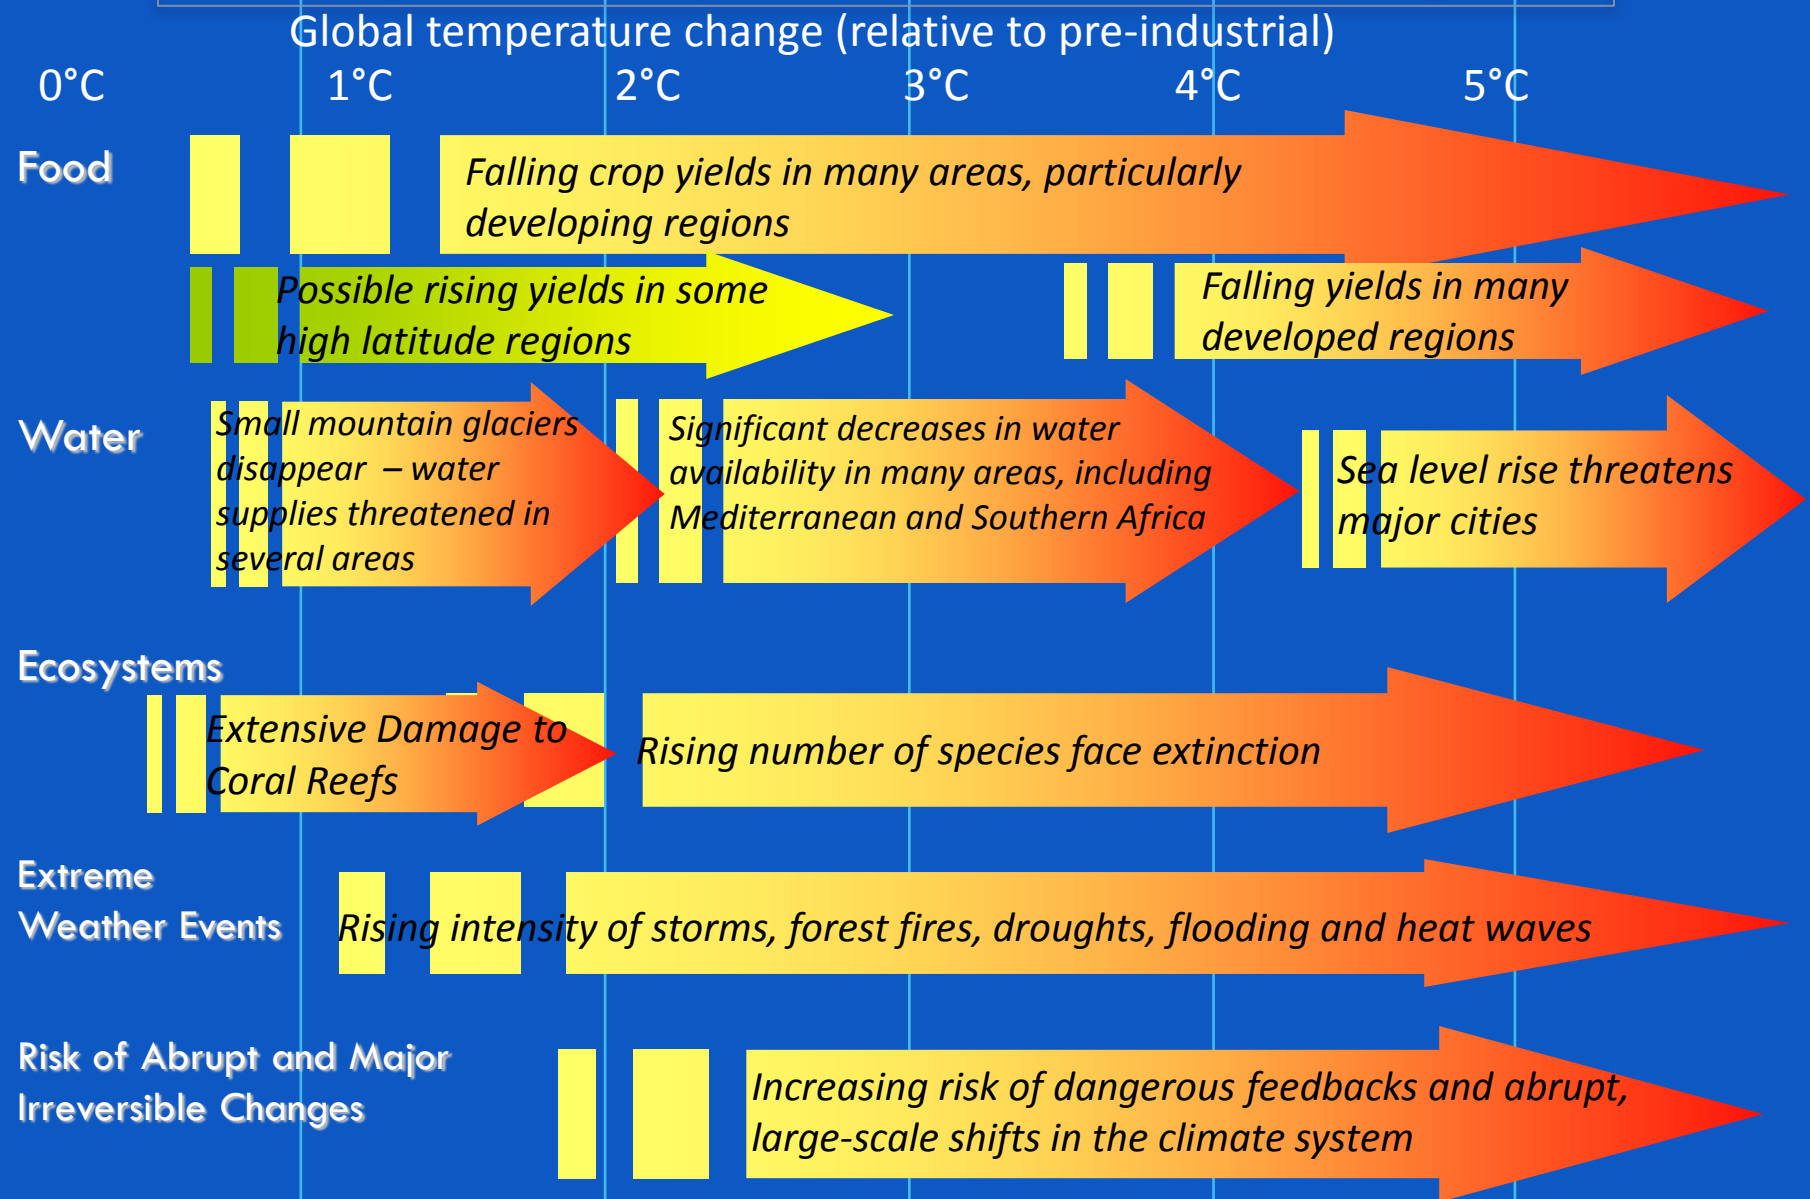 Global temperature change (relative to pre-industrial)
0°C 1°C 2°C 3°C 4°C 5°C
Food
Falling crop yields in many areas, particularly
developing regions
Possible rising yields in some
high latitude regions
Falling yields in many
developed regions
Water
Small mountain glaciers
disappear – water
supplies threatened in
several areas
Significant decreases in water
availability in many areas, including
Mediterranean and Southern Africa
Sea level rise threatens
major cities
Ecosystems
Extensive Damage to
Coral Reefs
Rising number of species face extinction
Extreme
Weather Events
Rising intensity of storms, forest fires, droughts, flooding and heat waves
Risk of Abrupt and Major
Irreversible Changes
Increasing risk of dangerous feedbacks and abrupt,
large-scale shifts in the climate system